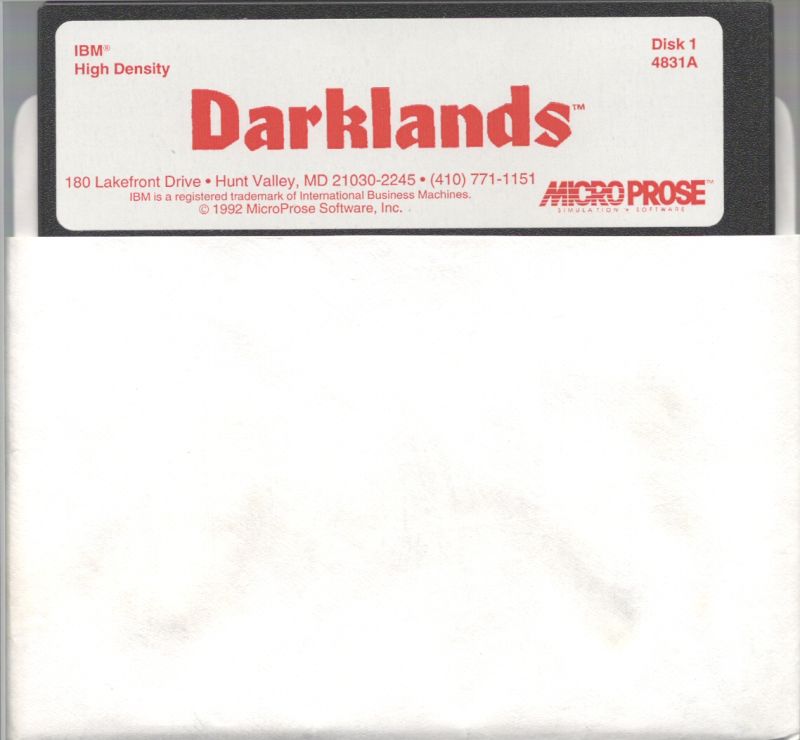 IBM® Disk 1
High Density 4831A
Darklands™
180 Lakefront Drive • Hunt Valley, MD 21030-2245 • (410) 771-1151
IBM is a registered trademark of International Business Machines.
© 1992 MicroProse Software, Inc.
MICROPROSE™
SIMULATION • SOFTWARE